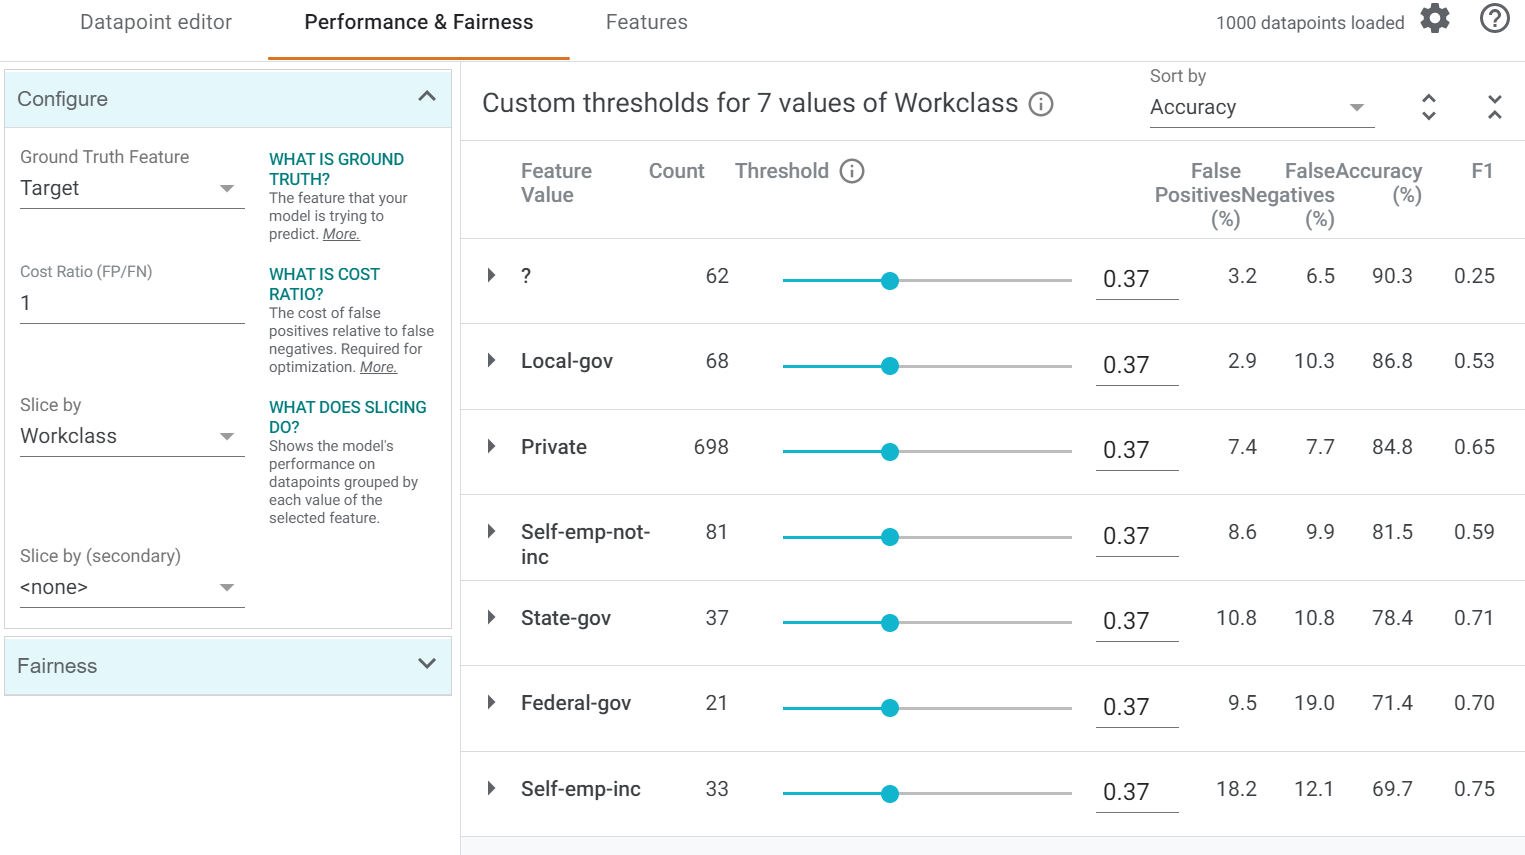 Datapoint editor
Performance & Fairness
Features
1000 datapoints loaded
Configure
Ground Truth Feature
Target
WHAT IS GROUND
TRUTH?
The feature that your
model is trying to
predict. More.
Cost Ratio (FP/FN)
1
WHAT IS COST
RATIO?
The cost of false
positives relative to false
negatives. Required for
optimization. More.
Slice by
Workclass
WHAT DOES SLICING
DO?
Shows the model's
performance on
datapoints grouped by
each value of the
selected feature.
Slice by (secondary)
<none>
Fairness
Custom thresholds for 7 values of Workclass
Sort by
Accuracy
Feature
Value
Count
Threshold
False
Positives
(%)
False
Negatives
(%)
Accuracy
(%)
F1
? 62 0.37 3.2 6.5 90.3 0.25
Local-gov 68 0.37 2.9 10.3 86.8 0.53
Private 698 0.37 7.4 7.7 84.8 0.65
Self-emp-not-
inc
81 0.37 8.6 9.9 81.5 0.59
State-gov 37 0.37 10.8 10.8 78.4 0.71
Federal-gov 21 0.37 9.5 19.0 71.4 0.70
Self-emp-inc 33 0.37 18.2 12.1 69.7 0.75